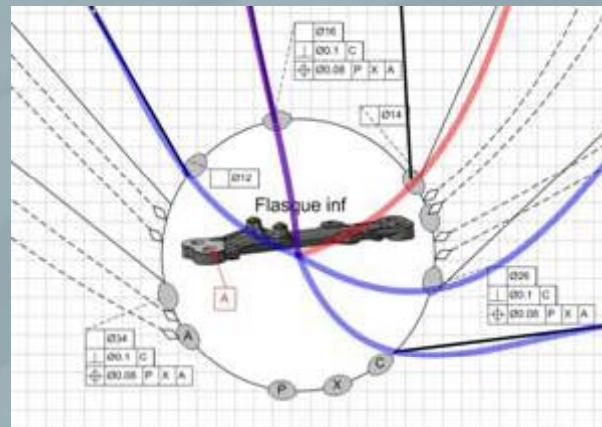 Ø16
⊥ Ø0.1 C
⌖ Ø0.08 P X A
Ø14
Ø12
Flasque inf
A
Ø26
⊥ Ø0.1 C
⌖ Ø0.08 P X A
Ø34
⊥ Ø0.1 C
⌖ Ø0.08 P X A
A
C
P
X